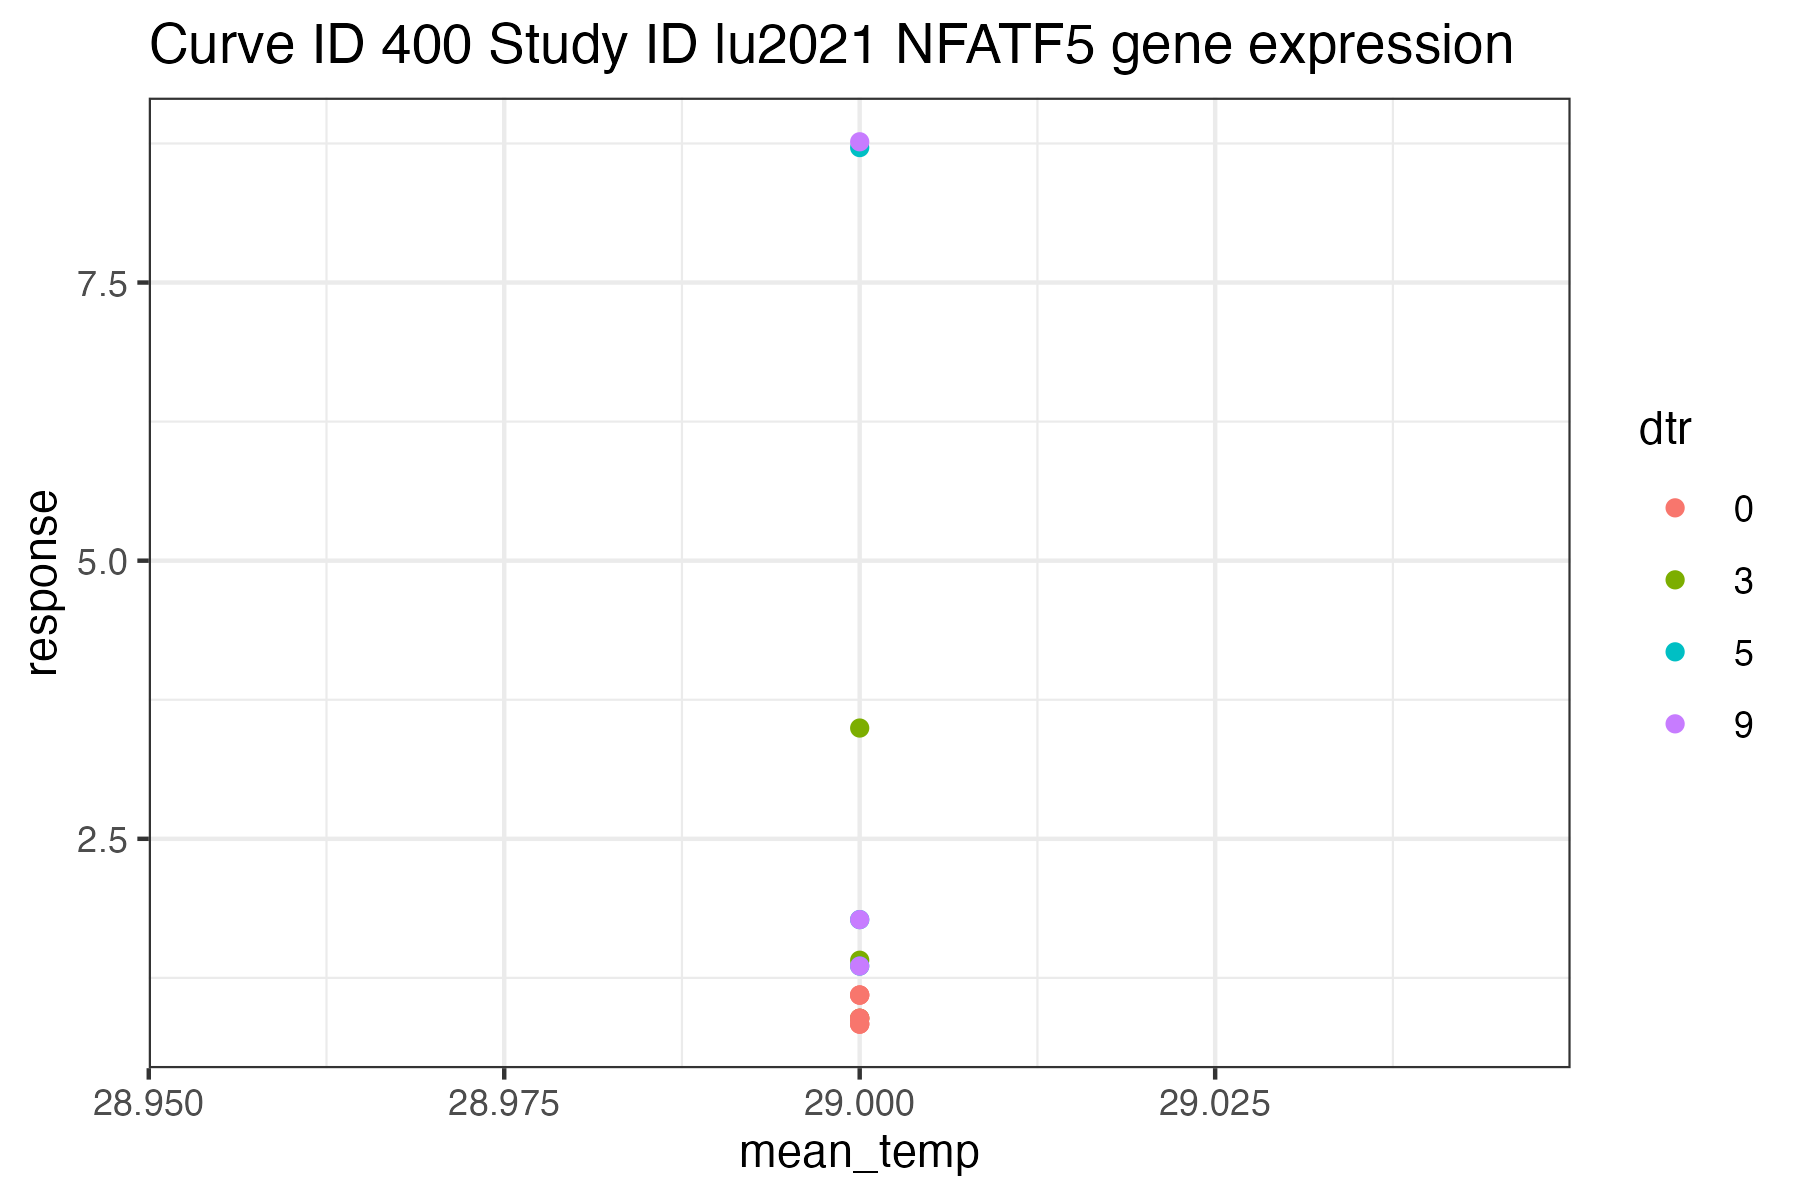 Curve ID 400 Study ID lu2021 NFATF5 gene expression
response
7.5
5.0
2.5
28.950
28.975
29.000
29.025
mean_temp
dtr
0
3
5
9